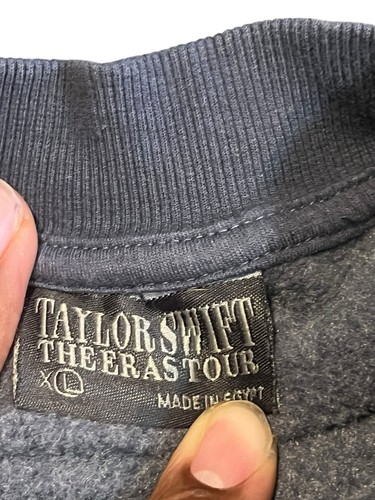 TAYLOR SWIFT
THE ERAS TOUR
XL
MADE IN EGYPT